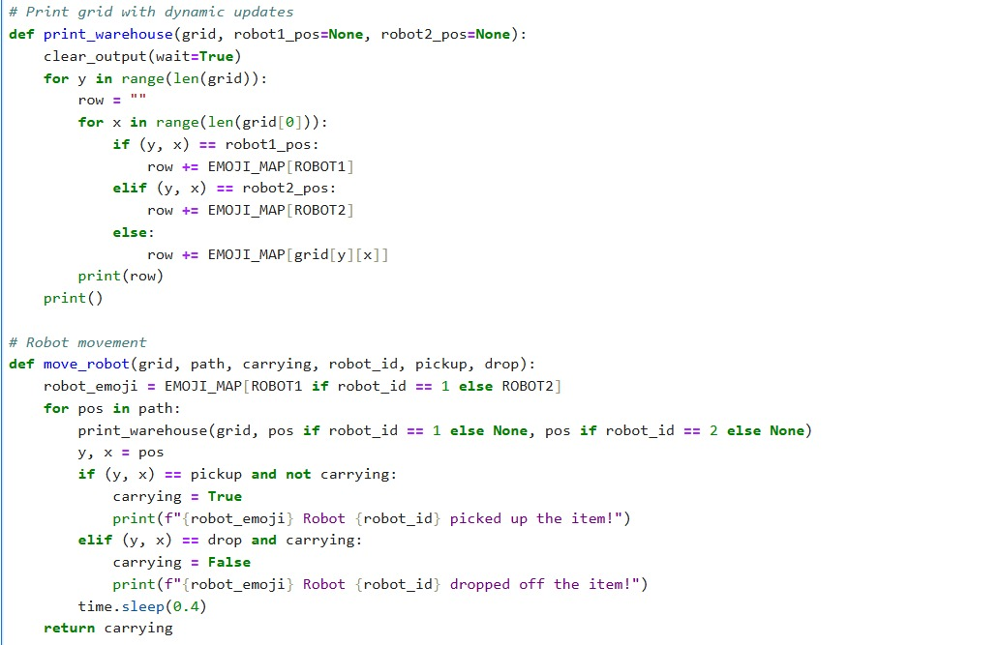 # Print grid with dynamic updates
def print_warehouse(grid, robot1_pos=None, robot2_pos=None):
    clear_output(wait=True)
    for y in range(len(grid)):
        row = ""
        for x in range(len(grid[0])):
            if (y, x) == robot1_pos:
                row += EMOJI_MAP[ROBOT1]
            elif (y, x) == robot2_pos:
                row += EMOJI_MAP[ROBOT2]
            else:
                row += EMOJI_MAP[grid[y][x]]
        print(row)
    print()

# Robot movement
def move_robot(grid, path, carrying, robot_id, pickup, drop):
    robot_emoji = EMOJI_MAP[ROBOT1 if robot_id == 1 else ROBOT2]
    for pos in path:
        print_warehouse(grid, pos if robot_id == 1 else None, pos if robot_id == 2 else None)
        y, x = pos
        if (y, x) == pickup and not carrying:
            carrying = True
            print(f"{robot_emoji} Robot {robot_id} picked up the item!")
        elif (y, x) == drop and carrying:
            carrying = False
            print(f"{robot_emoji} Robot {robot_id} dropped off the item!")
        time.sleep(0.4)
    return carrying